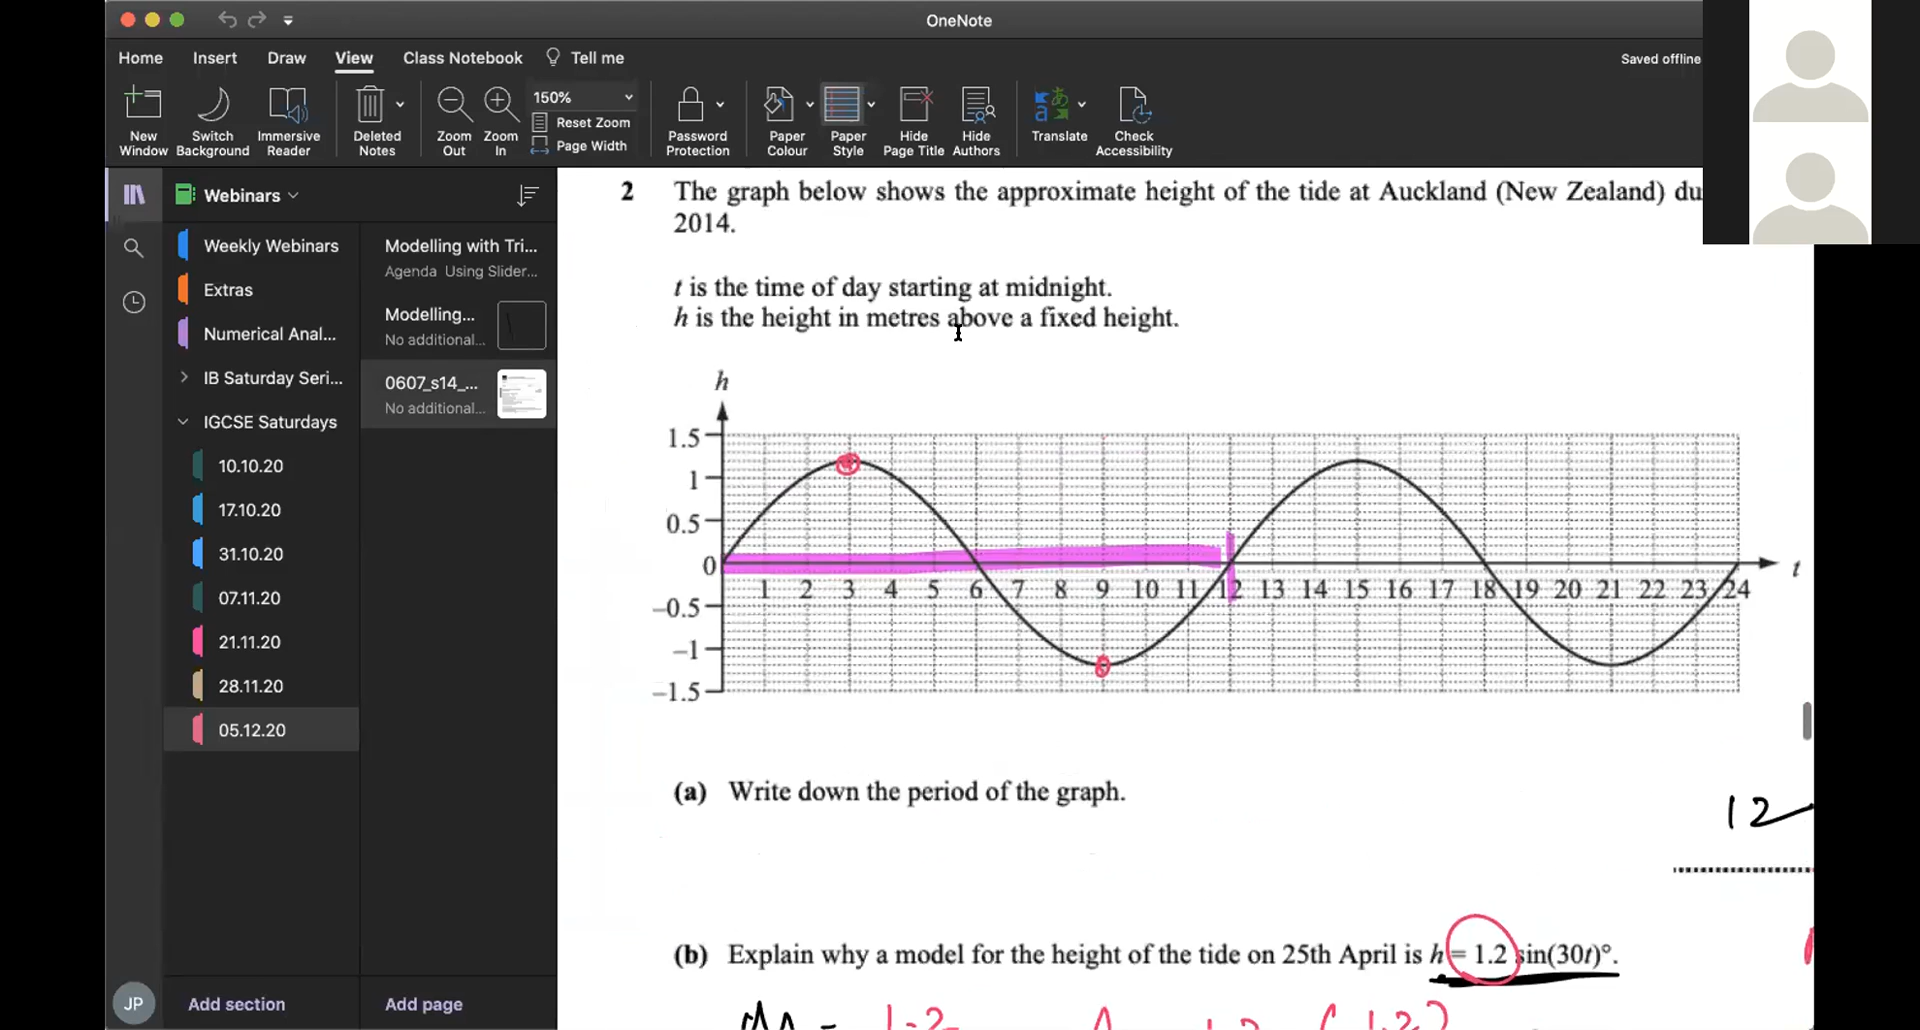 OneNote
Home Insert Draw View Class Notebook Tell me Saved offline
New Window
Switch Background
Immersive Reader
Deleted Notes
Zoom Out
Zoom In
150%
Reset Zoom
Page Width
Password Protection
Paper Colour
Paper Style
Hide Page Title
Hide Authors
Translate
Check Accessibility
Webinars
Weekly Webinars
Extras
Numerical Anal...
IB Saturday Seri...
IGCSE Saturdays
10.10.20
17.10.20
31.10.20
07.11.20
21.11.20
28.11.20
05.12.20
JP
Add section
Modelling with Tri...
Agenda Using Slider...
Modelling...
No additional...
0607_s14_...
No additional...
Add page
2 The graph below shows the approximate height of the tide at Auckland (New Zealand) du
2014.
t is the time of day starting at midnight.
h is the height in metres above a fixed height.
h
1.5
1
0.5
0
−0.5
−1
−1.5
1 2 3 4 5 6 7 8 9 10 11 12 13 14 15 16 17 18 19 20 21 22 23 24
t
(a) Write down the period of the graph.
12
(b) Explain why a model for the height of the tide on 25th April is h = 1.2 sin(30t)°.